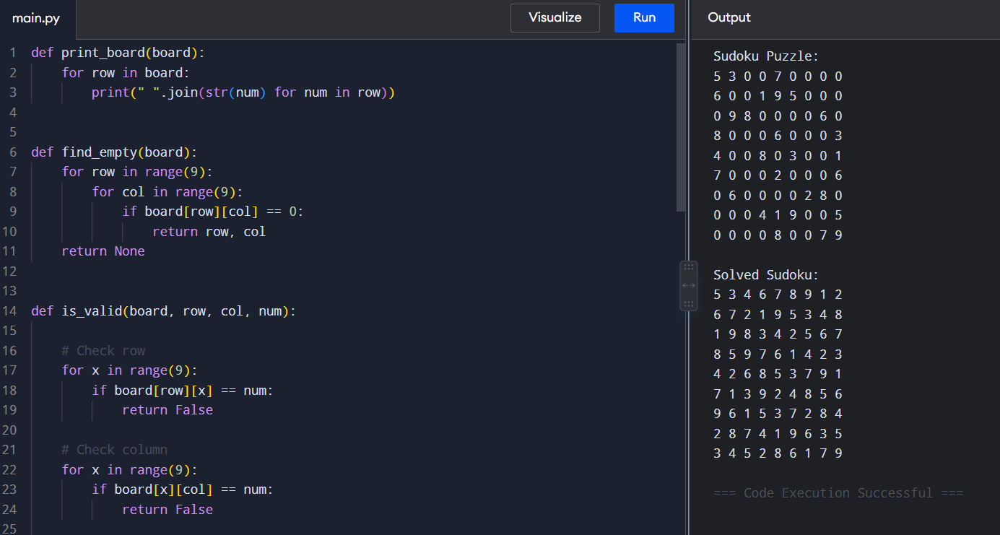 main.py
Visualize
Run
1 def print_board(board):
2     for row in board:
3         print(" ".join(str(num) for num in row))
4
5
6 def find_empty(board):
7     for row in range(9):
8         for col in range(9):
9             if board[row][col] == 0:
10                 return row, col
11     return None
12
13
14 def is_valid(board, row, col, num):
15
16     # Check row
17     for x in range(9):
18         if board[row][x] == num:
19             return False
20
21     # Check column
22     for x in range(9):
23         if board[x][col] == num:
24             return False
25
Output
Sudoku Puzzle:
5 3 0 0 7 0 0 0 0
6 0 0 1 9 5 0 0 0
0 9 8 0 0 0 0 6 0
8 0 0 0 6 0 0 0 3
4 0 0 8 0 3 0 0 1
7 0 0 0 2 0 0 0 6
0 6 0 0 0 0 2 8 0
0 0 0 4 1 9 0 0 5
0 0 0 0 8 0 0 7 9

Solved Sudoku:
5 3 4 6 7 8 9 1 2
6 7 2 1 9 5 3 4 8
1 9 8 3 4 2 5 6 7
8 5 9 7 6 1 4 2 3
4 2 6 8 5 3 7 9 1
7 1 3 9 2 4 8 5 6
9 6 1 5 3 7 2 8 4
2 8 7 4 1 9 6 3 5
3 4 5 2 8 6 1 7 9

=== Code Execution Successful ===